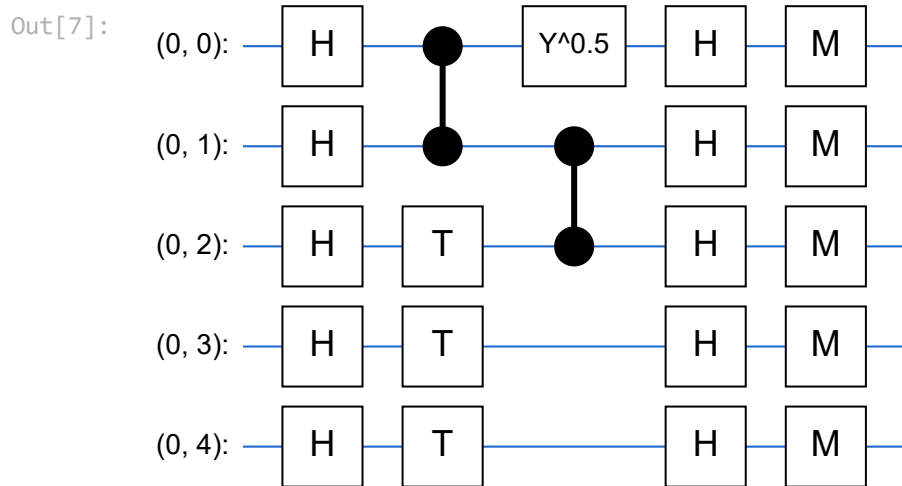 Out[7]:
(0, 0): H Y^0.5 H M
(0, 1): H H M
(0, 2): H T H M
(0, 3): H T H M
(0, 4): H T H M